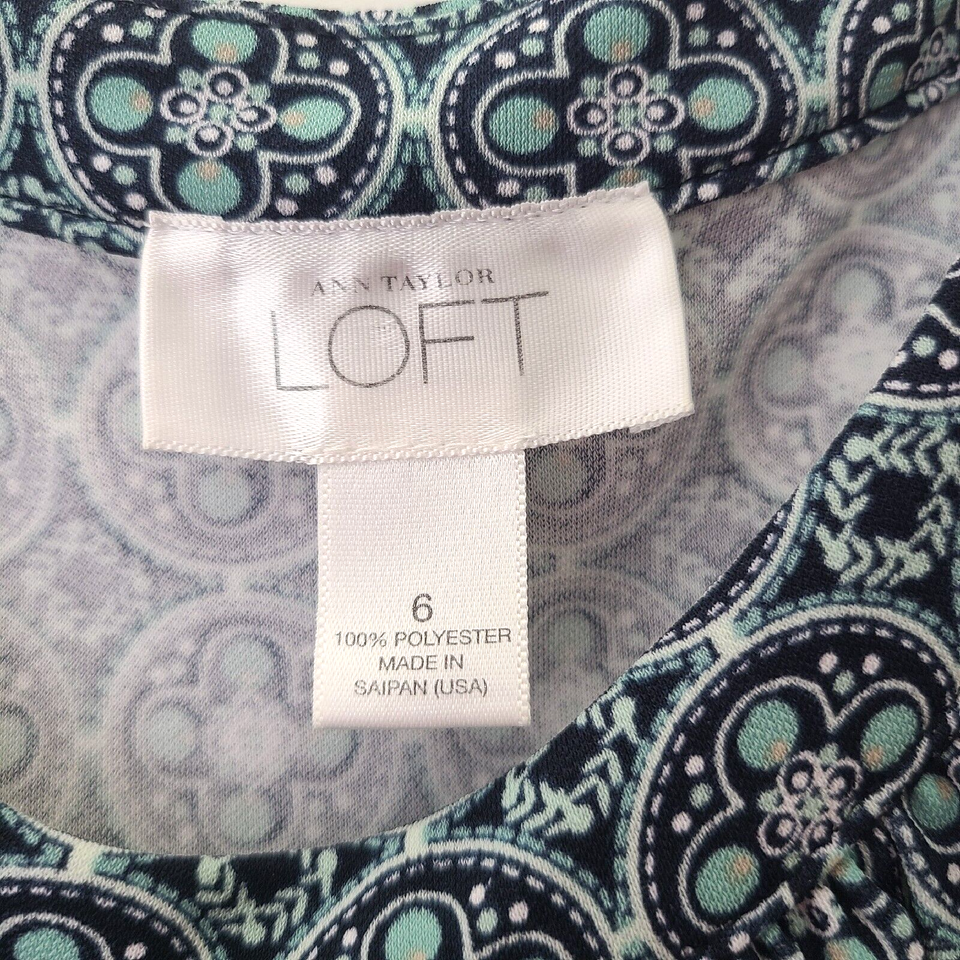 ANN TAYLOR
LOFT
6
100% POLYESTER
MADE IN
SAIPAN (USA)